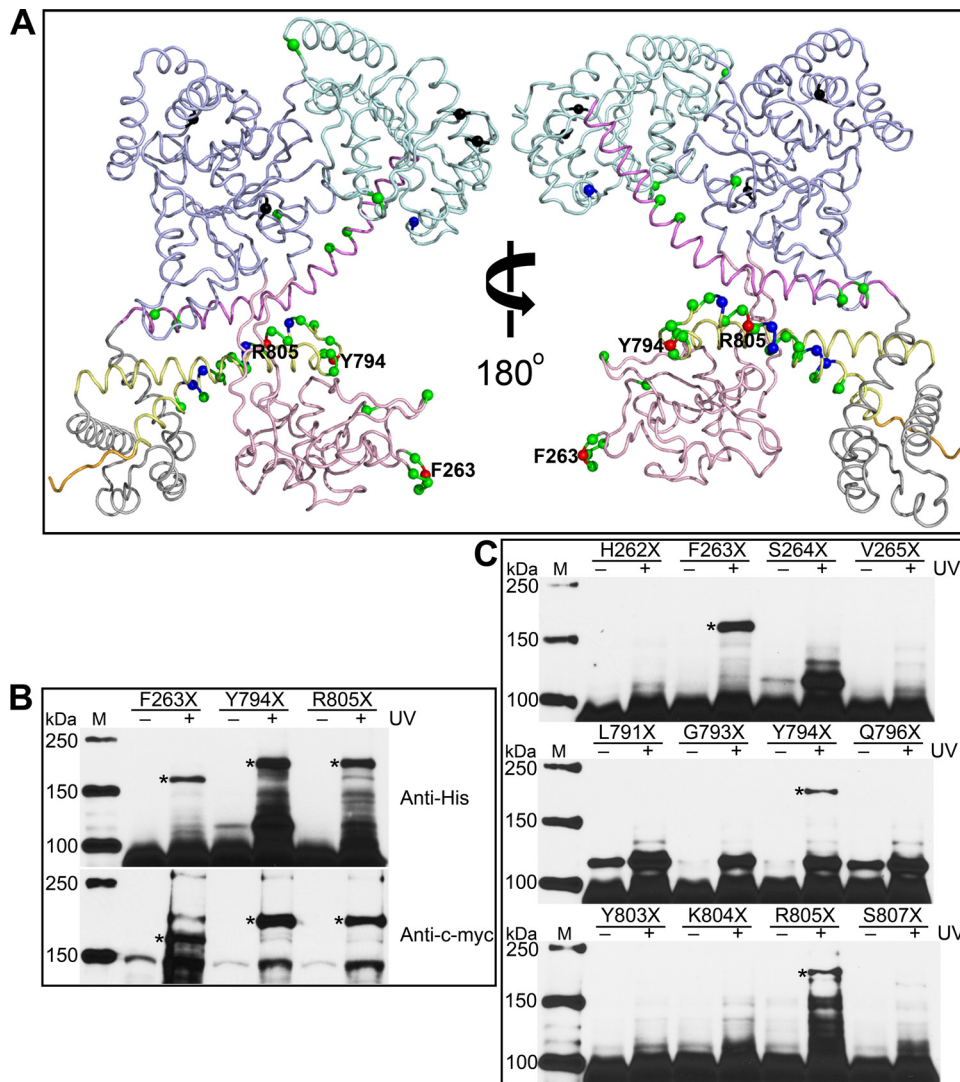 A
R805
Y794
F263
180°
Y794
R805
F263
B
F263X Y794X R805X
kDa M – + – + – + UV
250
150
100
*
*
*
Anti-His
250
150
*
*
*
Anti-c-myc
C
H262X F263X S264X V265X
kDa M – + – + – + – + UV
250
150
100
*
L791X G793X Y794X Q796X
– + – + – + – + UV
250
150
100
*
Y803X K804X R805X S807X
kDa M – + – + – + – + UV
250
150
100
*